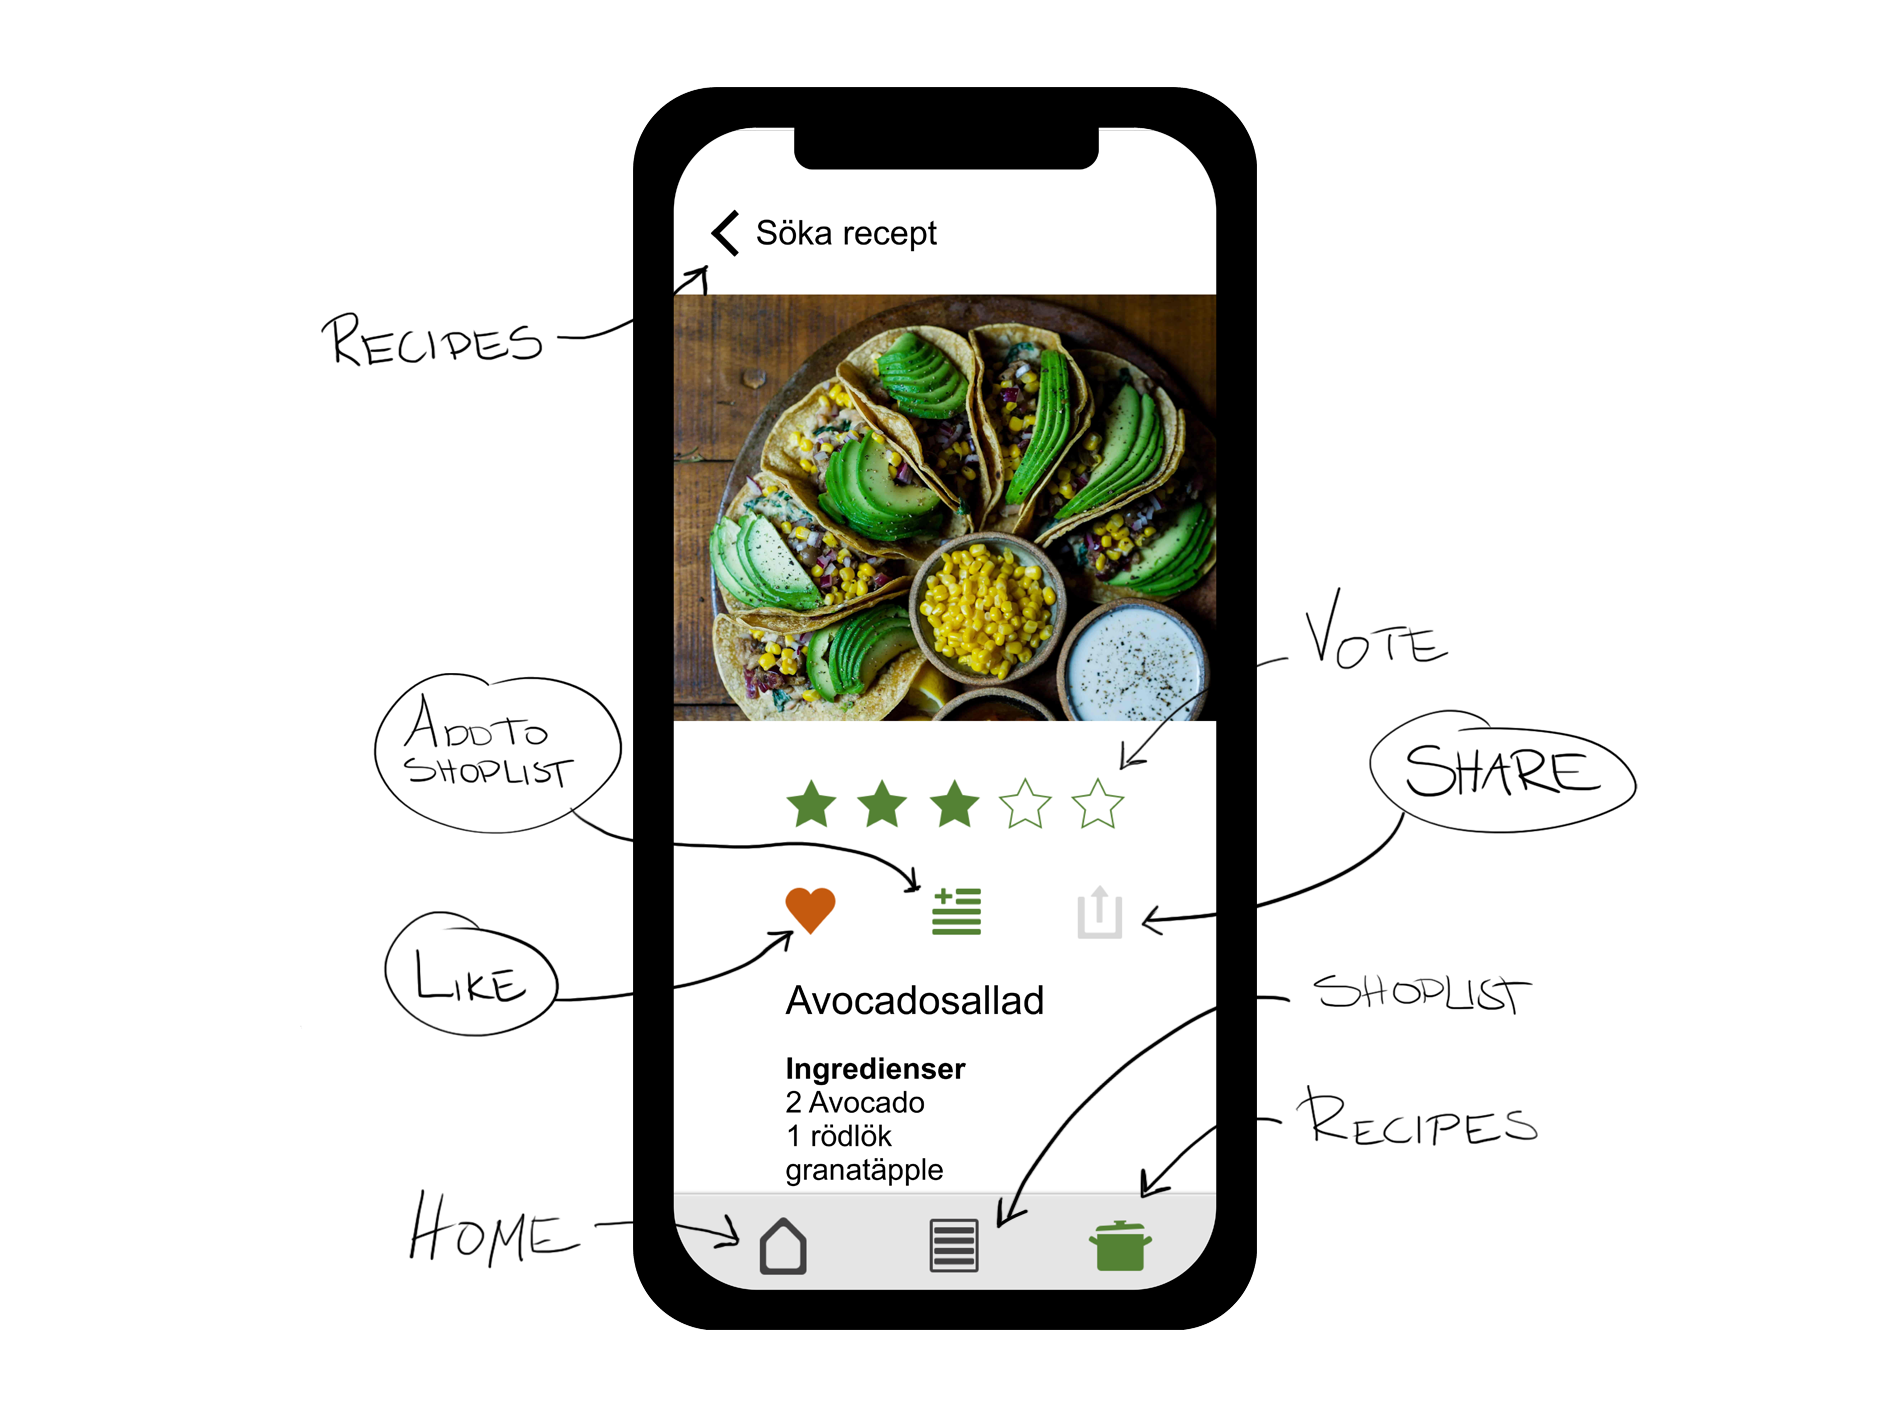 Söka recept
RECIPES
VOTE
ADD TO
SHOPLIST
SHARE
LIKE
Avocadosallad
SHOPLIST
Ingredienser
2 Avocado
1 rödlök
granatäpple
RECIPES
HOME